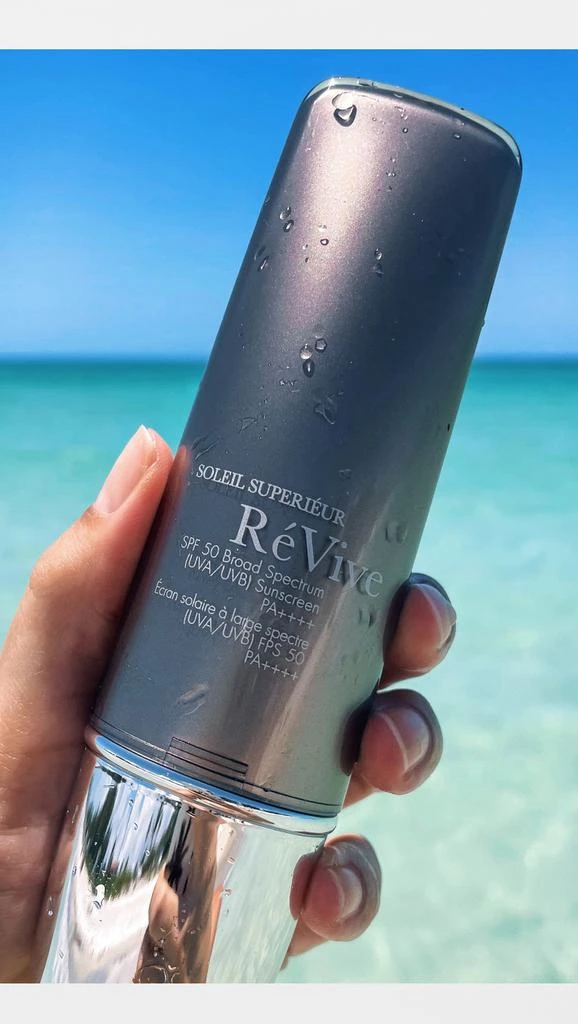 SOLEIL SUPERIÉUR
RéVive
SPF 50 Broad Spectrum
(UVA/UVB) Sunscreen
PA++++
Écran solaire à large spectre
(UVA/UVB) FPS 50
PA++++